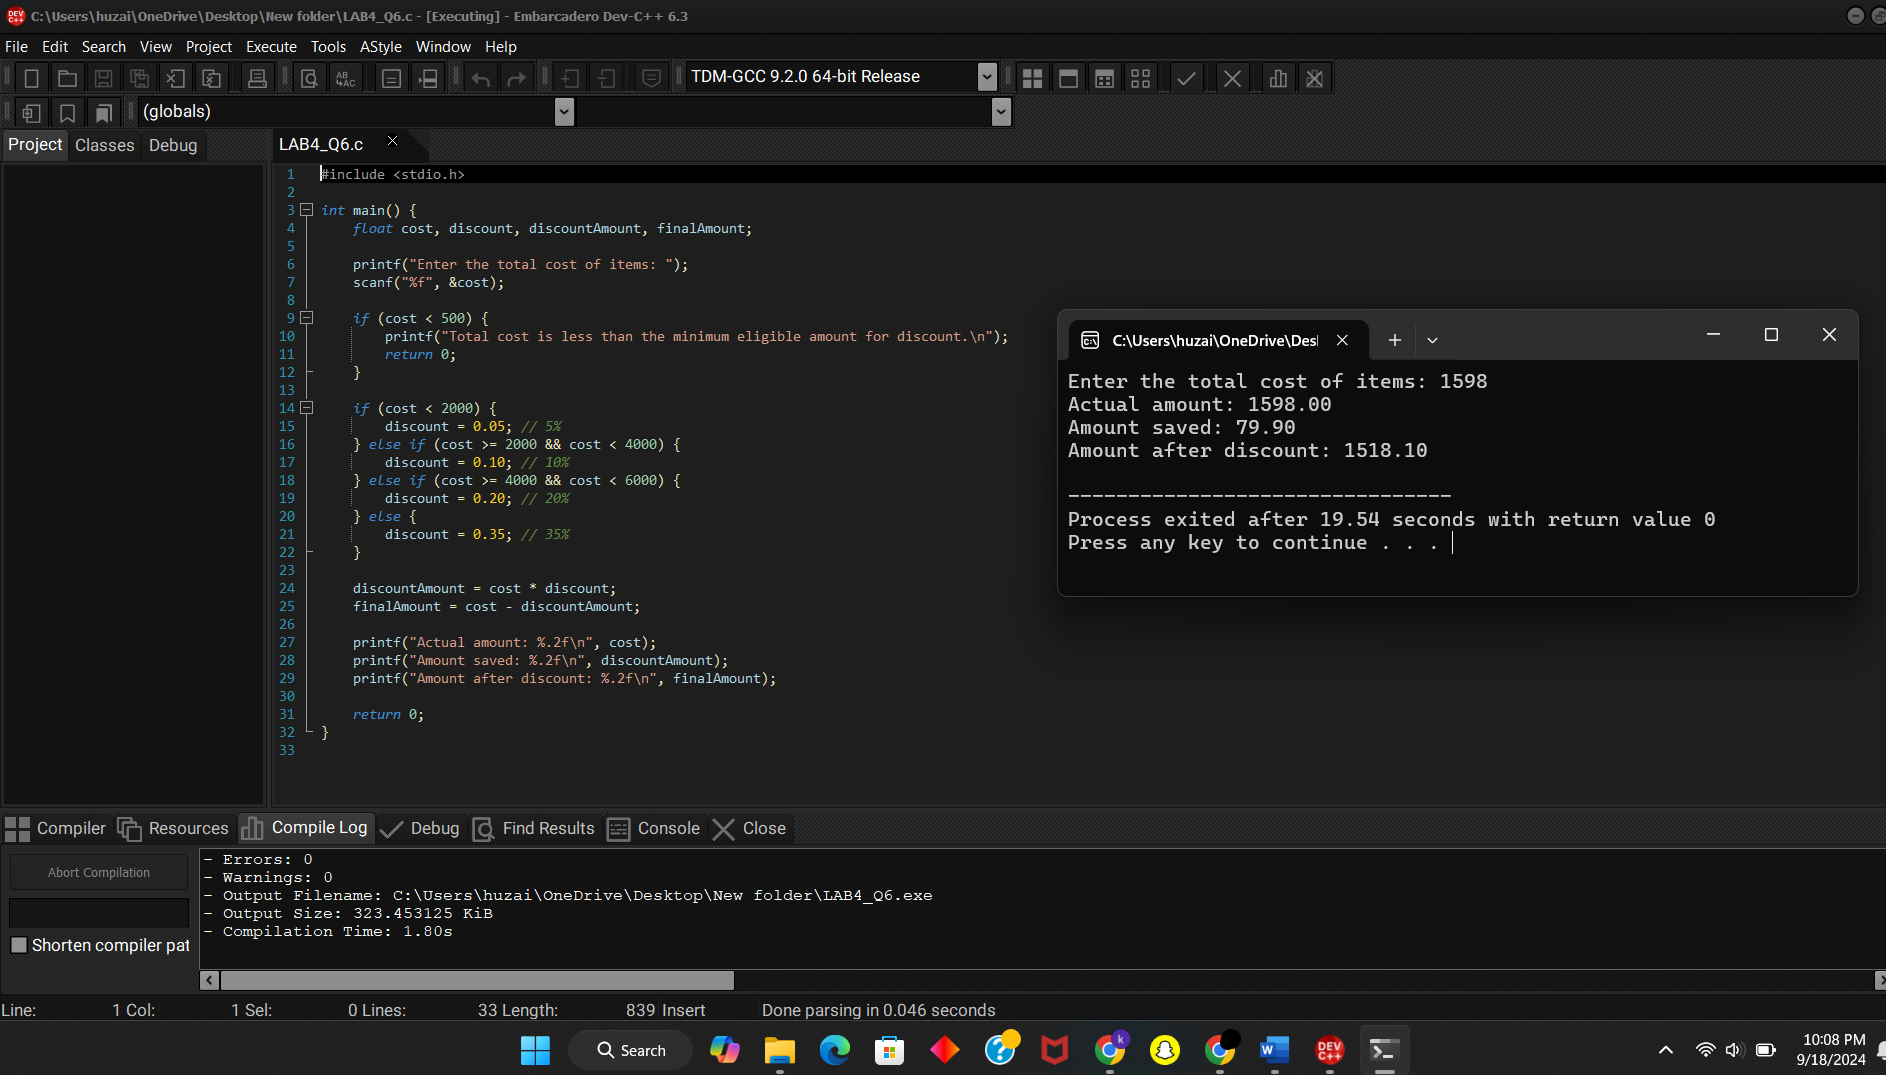 C:\Users\huzai\OneDrive\Desktop\New folder\LAB4_Q6.c - [Executing] - Embarcadero Dev-C++ 6.3
File Edit Search View Project Execute Tools AStyle Window Help
TDM-GCC 9.2.0 64-bit Release
(globals)
Project Classes Debug
LAB4_Q6.c
1 #include <stdio.h>
2
3 int main() {
4 float cost, discount, discountAmount, finalAmount;
5
6 printf("Enter the total cost of items: ");
7 scanf("%f", &cost);
8
9 if (cost < 500) {
10 printf("Total cost is less than the minimum eligible amount for discount.\n");
11 return 0;
12 }
13
14 if (cost < 2000) {
15 discount = 0.05; // 5%
16 } else if (cost >= 2000 && cost < 4000) {
17 discount = 0.10; // 10%
18 } else if (cost >= 4000 && cost < 6000) {
19 discount = 0.20; // 20%
20 } else {
21 discount = 0.35; // 35%
22 }
23
24 discountAmount = cost * discount;
25 finalAmount = cost - discountAmount;
26
27 printf("Actual amount: %.2f\n", cost);
28 printf("Amount saved: %.2f\n", discountAmount);
29 printf("Amount after discount: %.2f\n", finalAmount);
30
31 return 0;
32 }
33
C:\Users\huzai\OneDrive\Des
Enter the total cost of items: 1598
Actual amount: 1598.00
Amount saved: 79.90
Amount after discount: 1518.10
--------------------------------
Process exited after 19.54 seconds with return value 0
Press any key to continue . . .
Compiler Resources Compile Log Debug Find Results Console Close
Abort Compilation
Shorten compiler pat
- Errors: 0
- Warnings: 0
- Output Filename: C:\Users\huzai\OneDrive\Desktop\New folder\LAB4_Q6.exe
- Output Size: 323.453125 KiB
- Compilation Time: 1.80s
Line: 1 Col: 1 Sel: 0 Lines: 33 Length: 839 Insert Done parsing in 0.046 seconds
Search
10:08 PM
9/18/2024